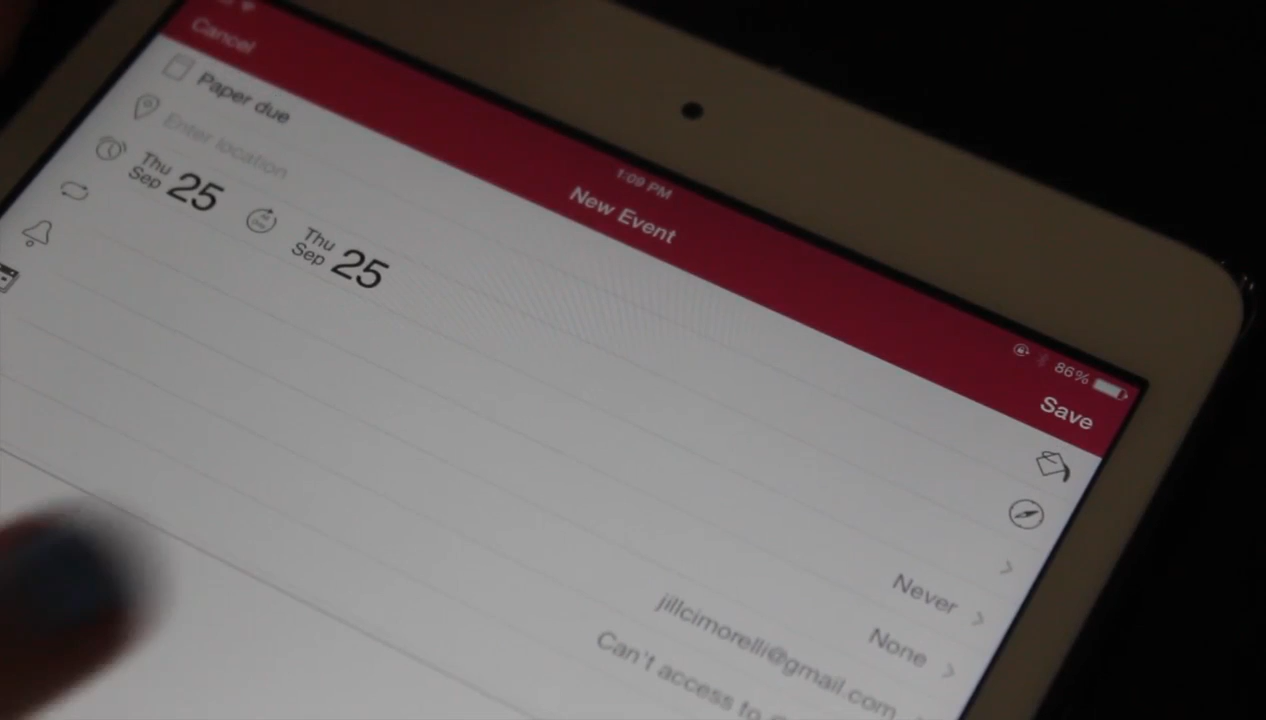 1:09 PM
86%
Cancel
New Event
Save
Paper due
Enter location
Thu
Sep 25
Thu
Sep 25
Never
None
jillcimorelli@gmail.com
Can't access to